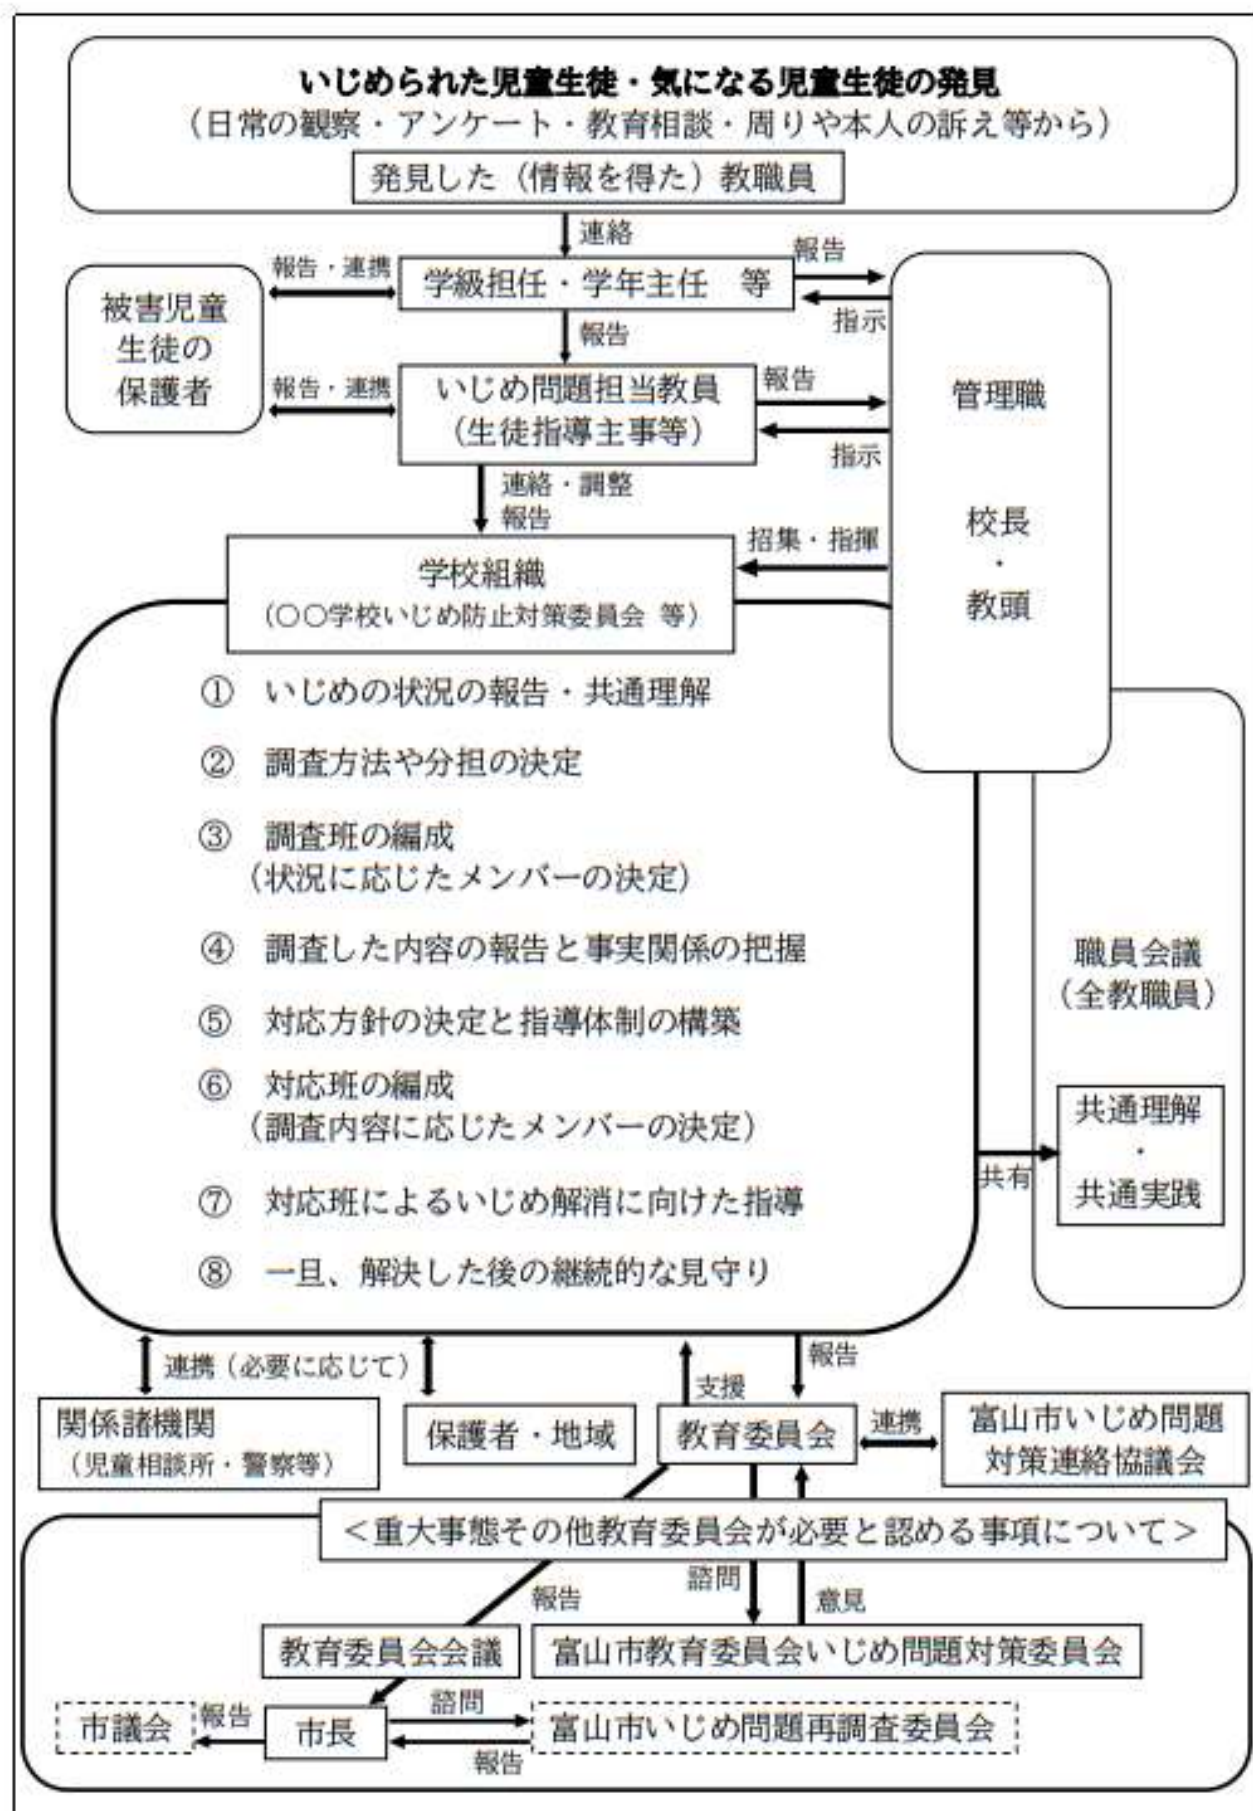 いじめられた児童生徒・気になる児童生徒の発見
（日常の観察・アンケート・教育相談・周りや本人の訴え等から）
発見した（情報を得た）教職員
連絡
報告・連携
学級担任・学年主任　等
報告
指示
被害児童
生徒の
保護者
報告
報告・連携
いじめ問題担当教員
（生徒指導主事等）
報告
指示
管理職
校長
・
教頭
連絡・調整
報告
招集・指揮
学校組織
（〇〇学校いじめ防止対策委員会 等）
①　いじめの状況の報告・共通理解
②　調査方法や分担の決定
③　調査班の編成
（状況に応じたメンバーの決定）
④　調査した内容の報告と事実関係の把握
⑤　対応方針の決定と指導体制の構築
⑥　対応班の編成
（調査内容に応じたメンバーの決定）
⑦　対応班によるいじめ解消に向けた指導
⑧　一旦、解決した後の継続的な見守り
職員会議
（全教職員）
共有
共通理解
・
共通実践
連携（必要に応じて）
支援
報告
関係諸機関
（児童相談所・警察等）
保護者・地域
教育委員会
連携
富山市いじめ問題
対策連絡協議会
＜重大事態その他教育委員会が必要と認める事項について＞
報告
諮問
意見
教育委員会会議
富山市教育委員会いじめ問題対策委員会
市議会
報告
市長
諮問
報告
富山市いじめ問題再調査委員会